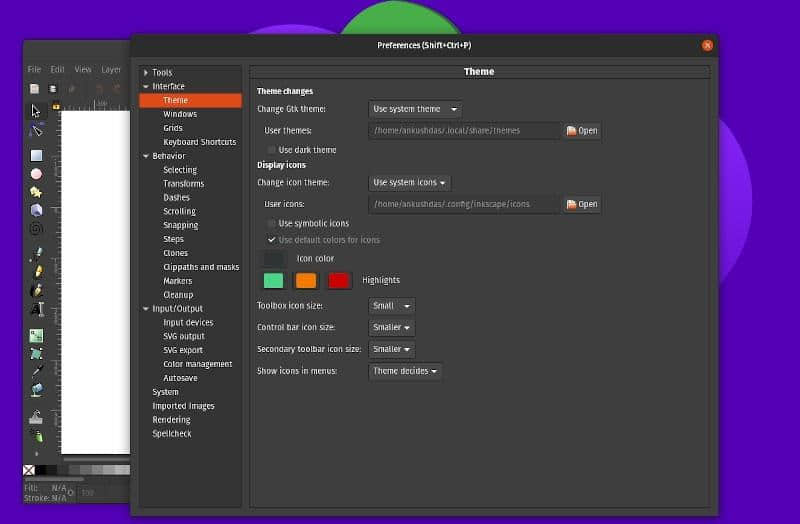 Preferences (Shift+Ctrl+P)
File Edit View Layer
Tools
Interface
Theme
Windows
Grids
Keyboard Shortcuts
Behavior
Selecting
Transforms
Dashes
Scrolling
Snapping
Steps
Clones
Clippaths and masks
Markers
Cleanup
Input/Output
Input devices
SVG output
SVG export
Color management
Autosave
System
Imported Images
Rendering
Spellcheck
Theme
Theme changes
Change Gtk theme: Use system theme
User themes: /home/ankushdas/.local/share/themes Open
Use dark theme
Display icons
Change icon theme: Use system icons
User icons: /home/ankushdas/.config/inkscape/icons Open
Use symbolic icons
Use default colors for icons
Icon color
Highlights
Toolbox icon size: Small
Control bar icon size: Smaller
Secondary toolbar icon size: Smaller
Show icons in menus: Theme decides
Fill: N/A
Stroke: N/A O: 100